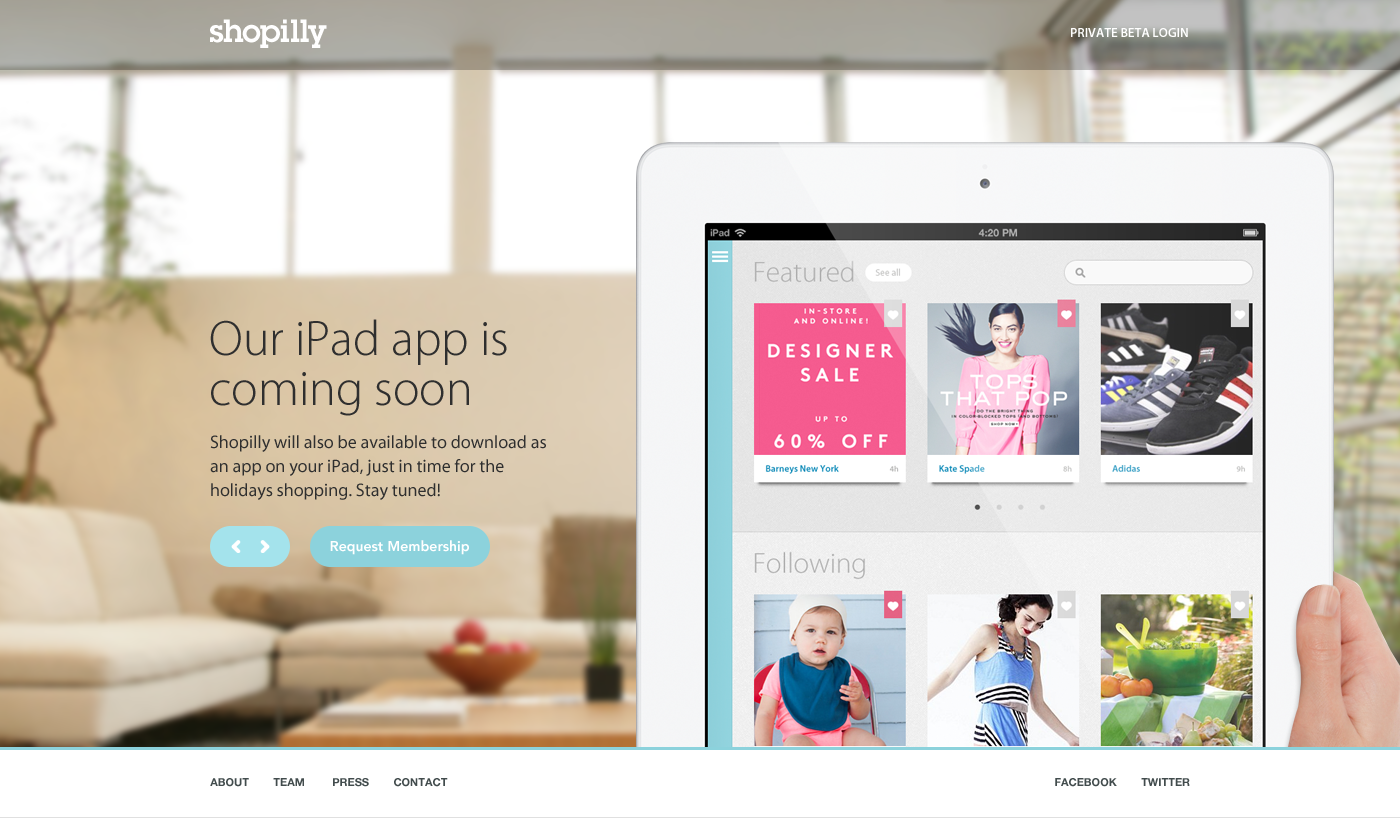 shopilly
PRIVATE BETA LOGIN
iPad
4:20 PM
Featured
See all
IN-STORE
AND ONLINE!
DESIGNER
SALE
UP TO
60% OFF
Barneys New York
4h
TOPS
THAT POP
DO THE BRIGHT THING
IN COLOR-BLOCKED TOPS (AND BOTTOMS)!
SHOP NOW
Kate Spade
8h
Adidas
9h
Our iPad app is
coming soon
Shopilly will also be available to download as
an app on your iPad, just in time for the
holidays shopping. Stay tuned!
Request Membership
Following
ABOUT
TEAM
PRESS
CONTACT
FACEBOOK
TWITTER